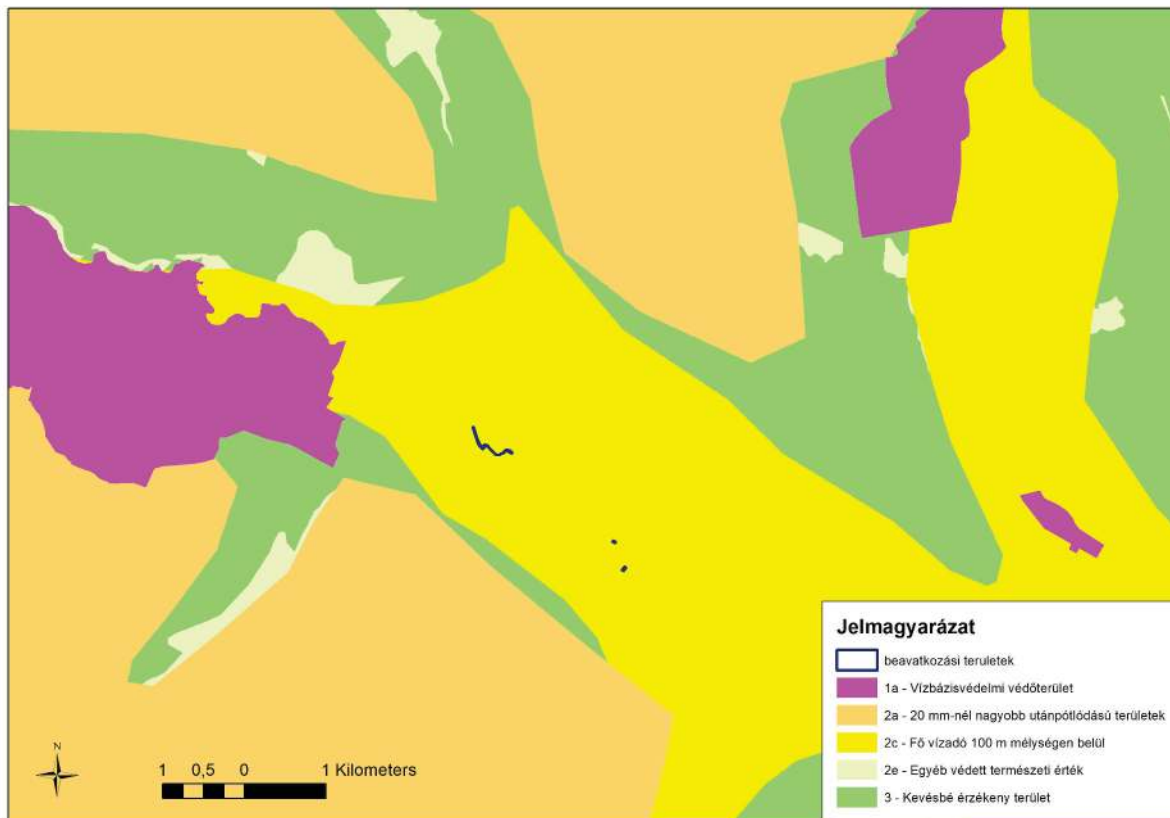 Jelmagyarázat
beavatkozási teruletek
1a - Vízbázisvédelmi védőterület
2a - 20 mm-nél nagyobb utánpótlódású területek
2c - Fő vízadó 100 m mélységen belül
2e - Egyéb védett természeti érték
3 - Kevésbé érzékeny terület
N
1 0,5 0 1 Kilometers